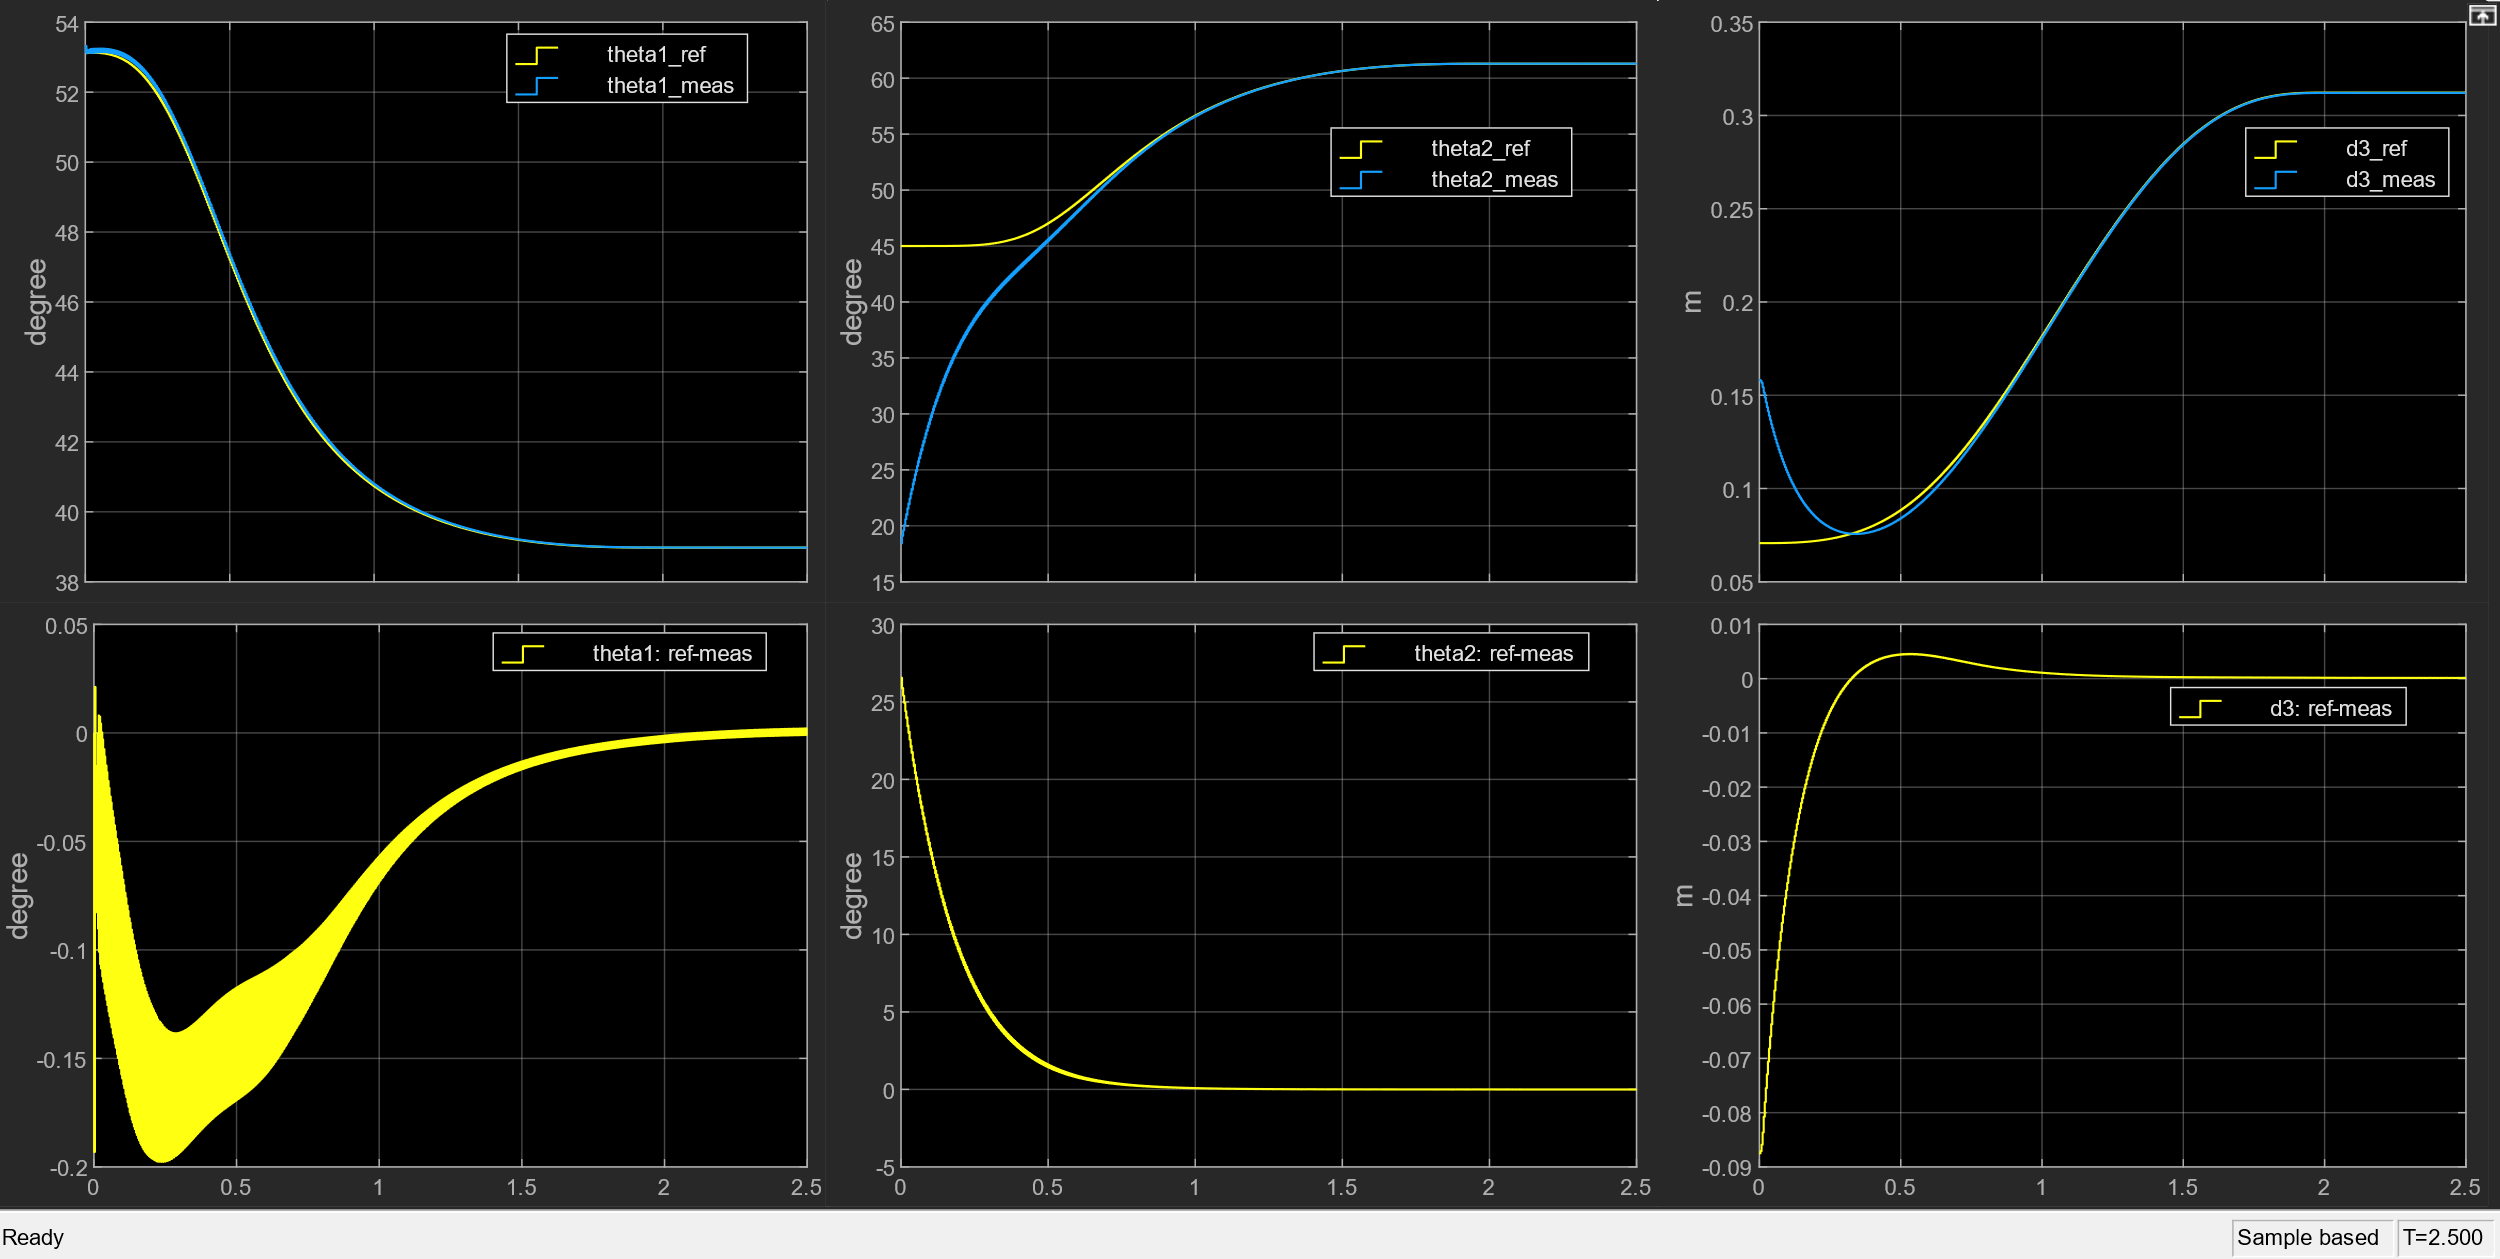 54
52
50
48
46
44
42
40
38
degree
theta1_ref
theta1_meas
65
60
55
50
45
40
35
30
25
20
15
degree
theta2_ref
theta2_meas
0.35
0.3
0.25
0.2
0.15
0.1
0.05
m
d3_ref
d3_meas
0.05
0
-0.05
-0.1
-0.15
-0.2
degree
theta1: ref-meas
0 0.5 1 1.5 2 2.5
30
25
20
15
10
5
0
-5
degree
theta2: ref-meas
0 0.5 1 1.5 2 2.5
0.01
0
-0.01
-0.02
-0.03
-0.04
-0.05
-0.06
-0.07
-0.08
-0.09
m
d3: ref-meas
0 0.5 1 1.5 2 2.5
Ready
Sample based
T=2.500